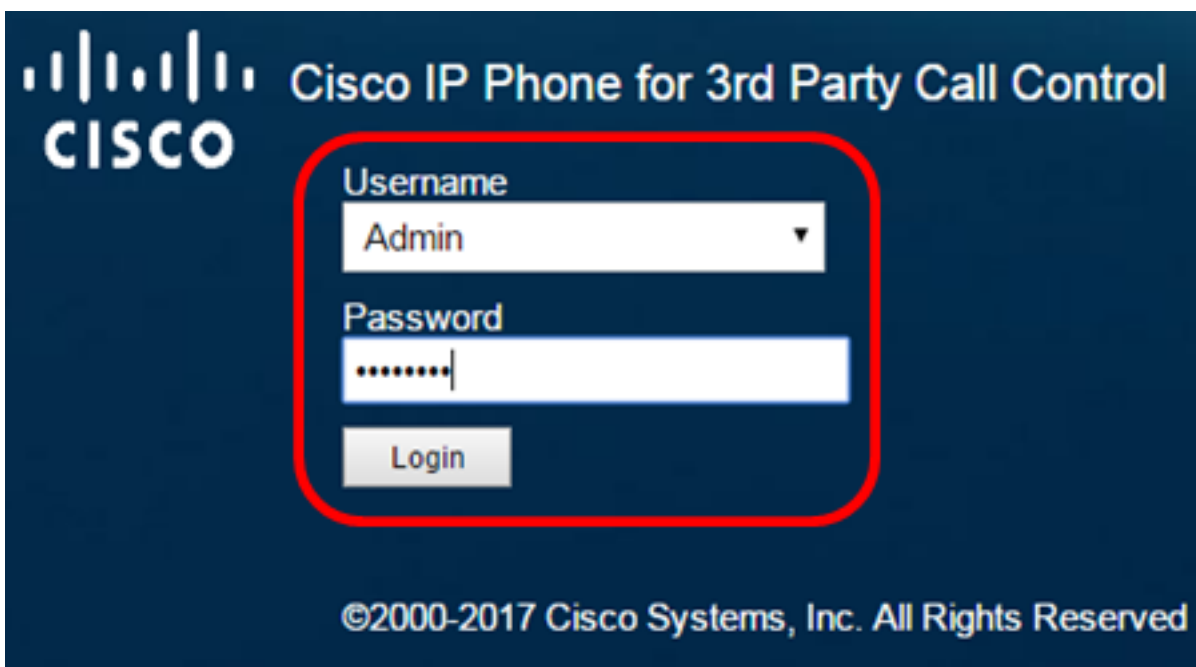 CISCO
Cisco IP Phone for 3rd Party Call Control
Username
Admin
Password
••••••••
Login
©2000-2017 Cisco Systems, Inc. All Rights Reserved